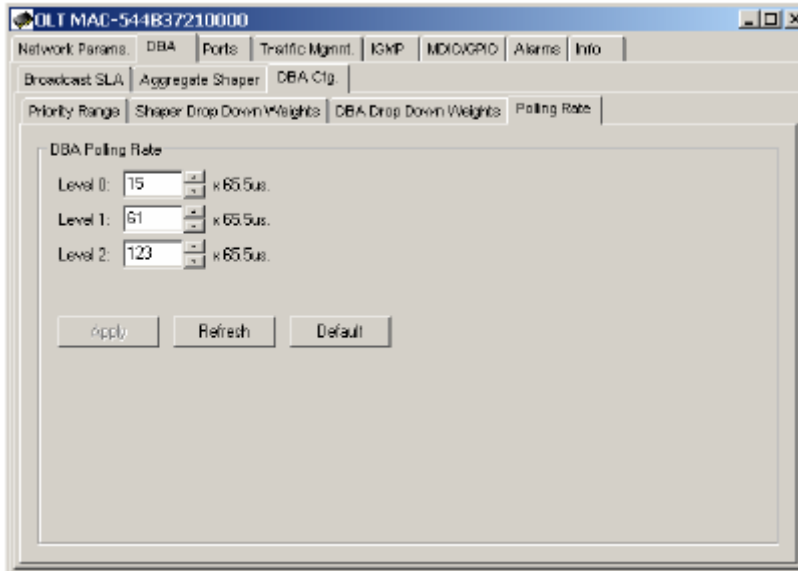 OLT MAC-544B37210000
Network Params. DBA Ports Traffic Mgmnt. IGMP MDIO/GPIO Alarms Info
Broadcast SLA Aggregate Shaper DBA Cfg.
Priority Range Shaper Drop Down Weights DBA Drop Down Weights Polling Rate
DBA Polling Rate
Level 0: 15 x 65.5us.
Level 1: 61 x 65.5us.
Level 2: 123 x 65.5us.
Apply Refresh Default